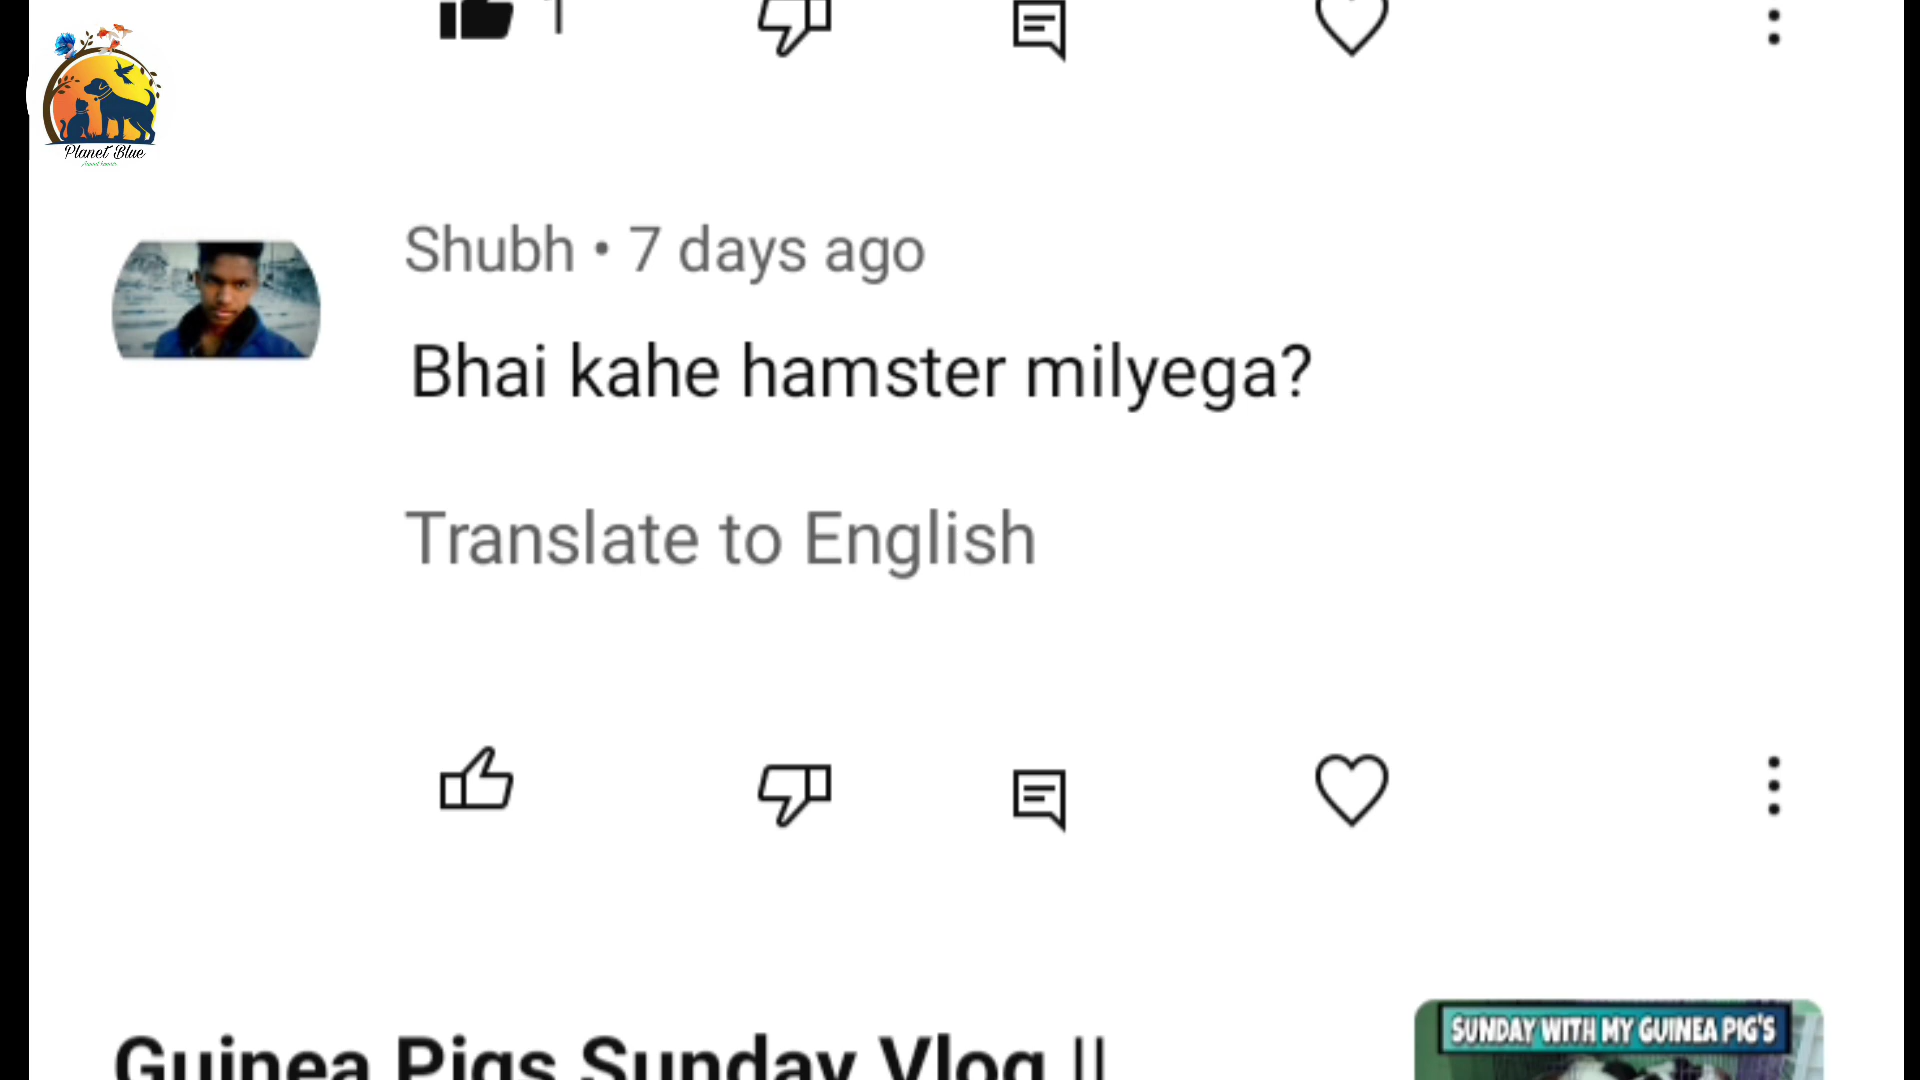 1
Planet Blue
Shubh • 7 days ago
Bhai kahe hamster milyega?
Translate to English
Guinea Pigs Sunday Vlog ||
SUNDAY WITH MY GUINEA PIG'S